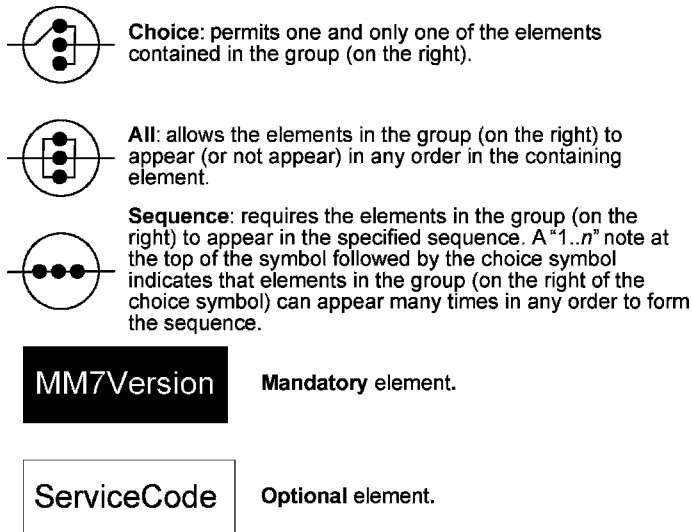 Choice: permits one and only one of the elements
contained in the group (on the right).
All: allows the elements in the group (on the right) to
appear (or not appear) in any order in the containing
element.
Sequence: requires the elements in the group (on the
right) to appear in the specified sequence. A "1..n" note at
the top of the symbol followed by the choice symbol
indicates that elements in the group (on the right of the
choice symbol) can appear many times in any order to form
the sequence.
MM7Version Mandatory element.
ServiceCode Optional element.